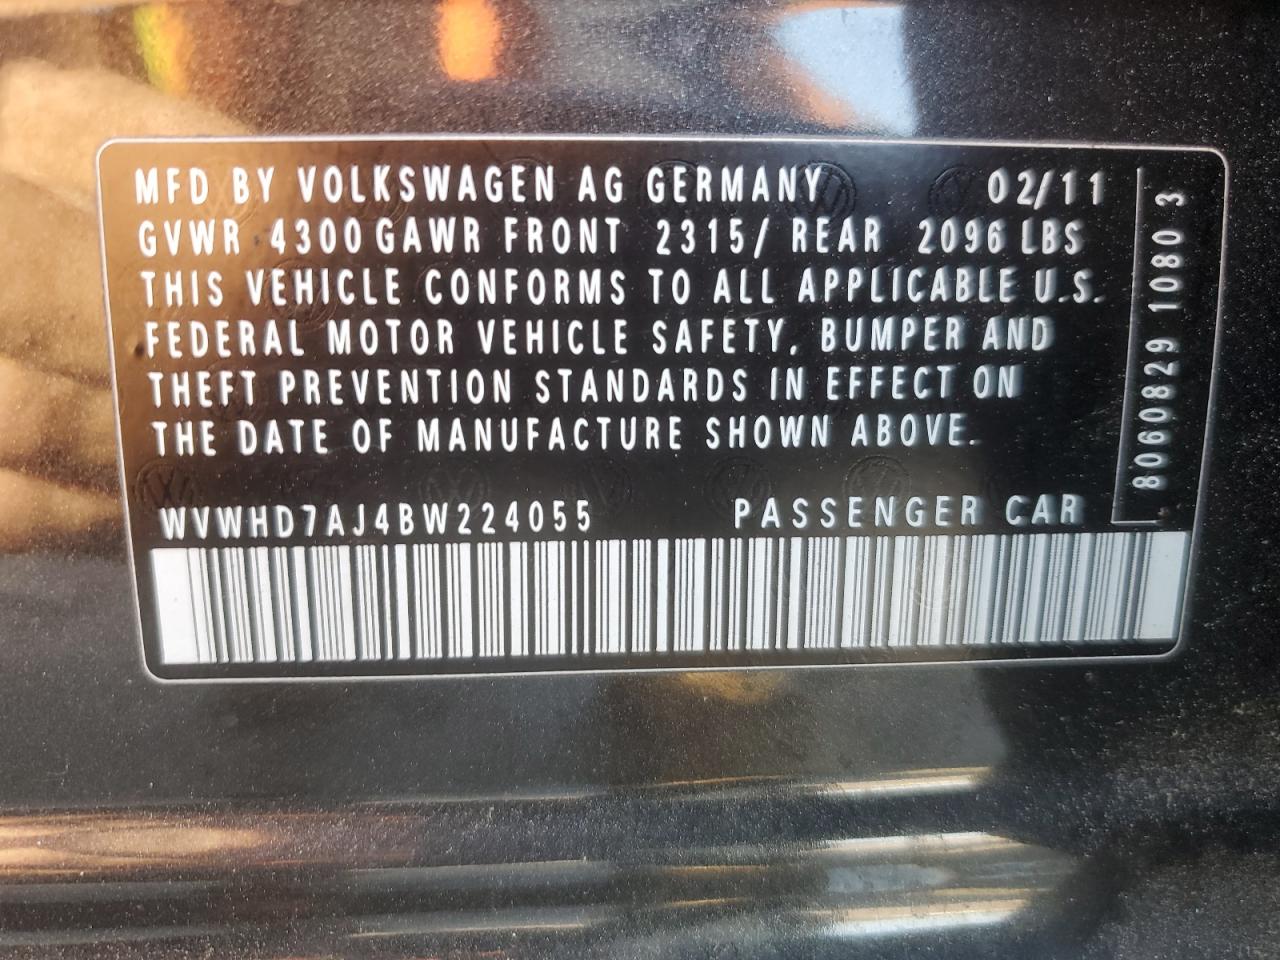 MFD BY VOLKSWAGEN AG GERMANY 02/11
GVWR 4300 GAWR FRONT 2315/ REAR 2096 LBS
THIS VEHICLE CONFORMS TO ALL APPLICABLE U.S.
FEDERAL MOTOR VEHICLE SAFETY, BUMPER AND
THEFT PREVENTION STANDARDS IN EFFECT ON
THE DATE OF MANUFACTURE SHOWN ABOVE.
WVWHD7AJ4BW224055 PASSENGER CAR
8060829 1080 3